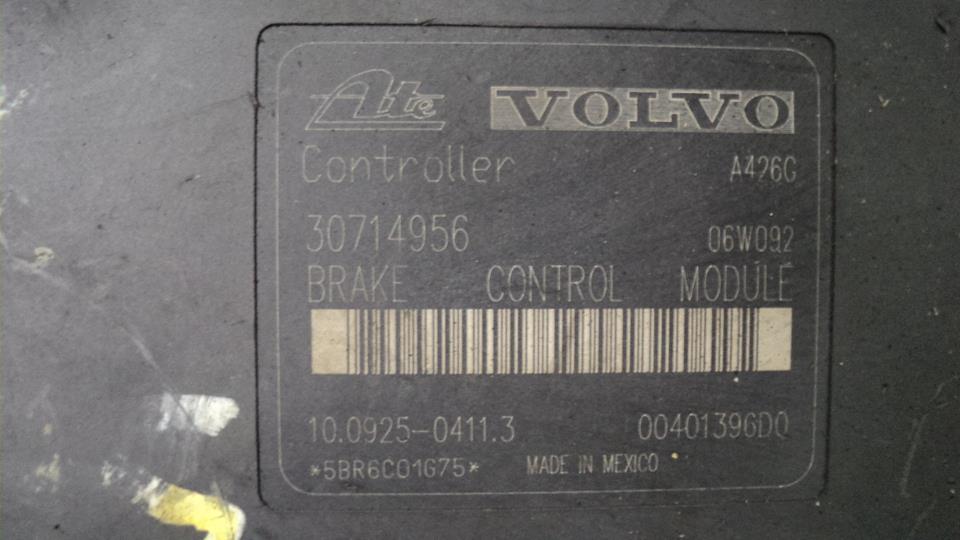 Ate VOLVO
Controller A426G
30714956 06W092
BRAKE CONTROL MODULE
10.0925-0411.3 00401396D0
*5BR6C01G75* MADE IN MEXICO